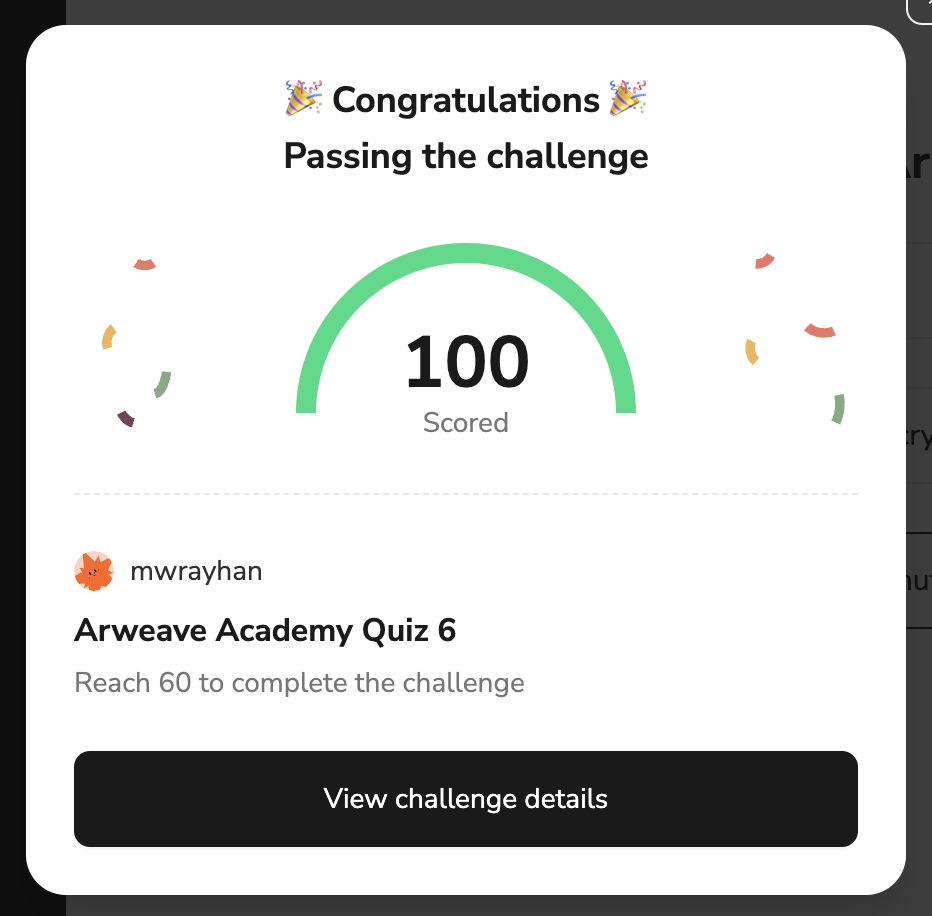 🎉 Congratulations 🎉
Passing the challenge
100
Scored
mwrayhan
Arweave Academy Quiz 6
Reach 60 to complete the challenge
View challenge details